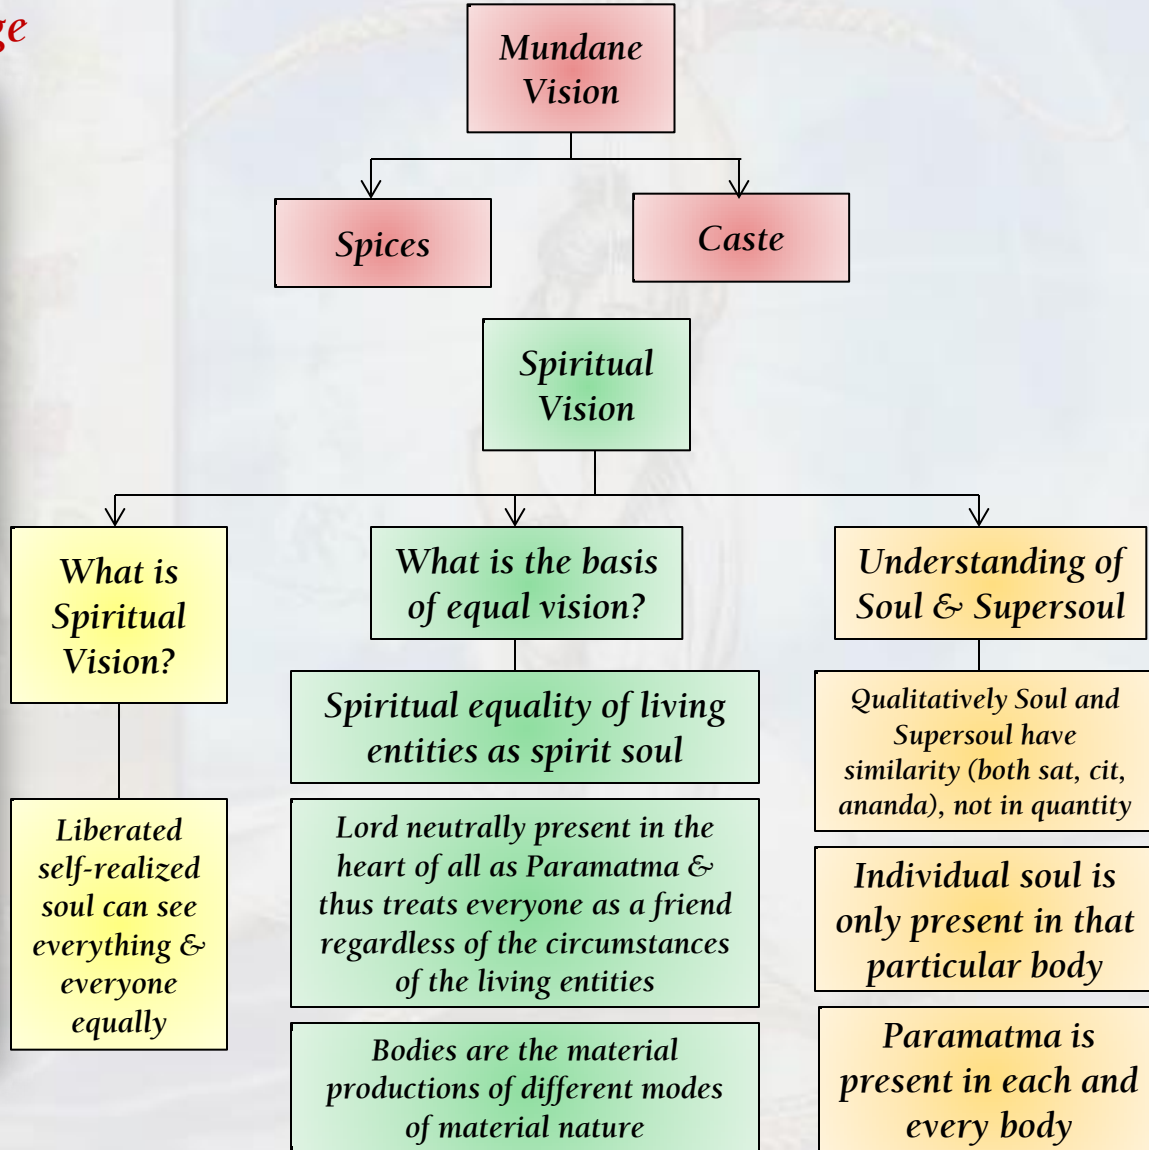 ge
Mundane
Vision
Spices
Caste
Spiritual
Vision
What is
Spiritual
Vision?
Liberated
self-realized
soul can see
everything &
everyone
equally
What is the basis
of equal vision?
Spiritual equality of living
entities as spirit soul
Lord neutrally present in the
heart of all as Paramatma &
thus treats everyone as a friend
regardless of the circumstances
of the living entities
Bodies are the material
productions of different modes
of material nature
Understanding of
Soul & Supersoul
Qualitatively Soul and
Supersoul have
similarity (both sat, cit,
ananda), not in quantity
Individual soul is
only present in that
particular body
Paramatma is
present in each and
every body